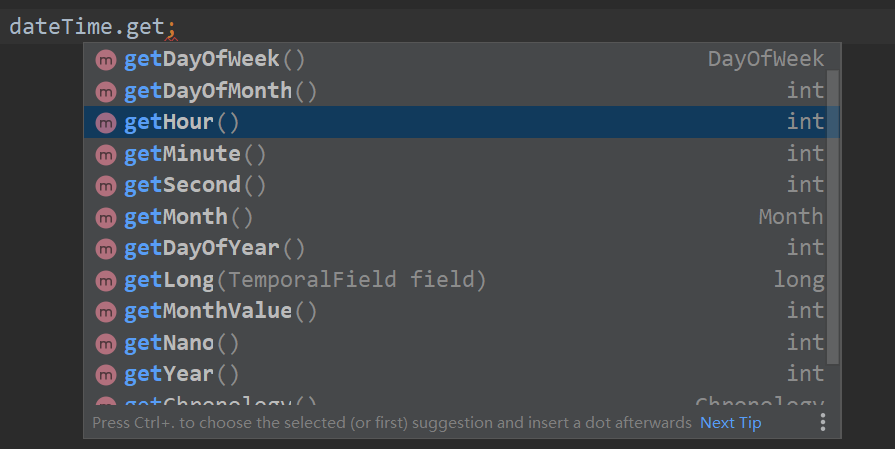 dateTime.get;
m getDayOfWeek() DayOfWeek
m getDayOfMonth() int
m getHour() int
m getMinute() int
m getSecond() int
m getMonth() Month
m getDayOfYear() int
m getLong(TemporalField field) long
m getMonthValue() int
m getNano() int
m getYear() int
getChronology() Chronology
Press Ctrl+. to choose the selected (or first) suggestion and insert a dot afterwards Next Tip